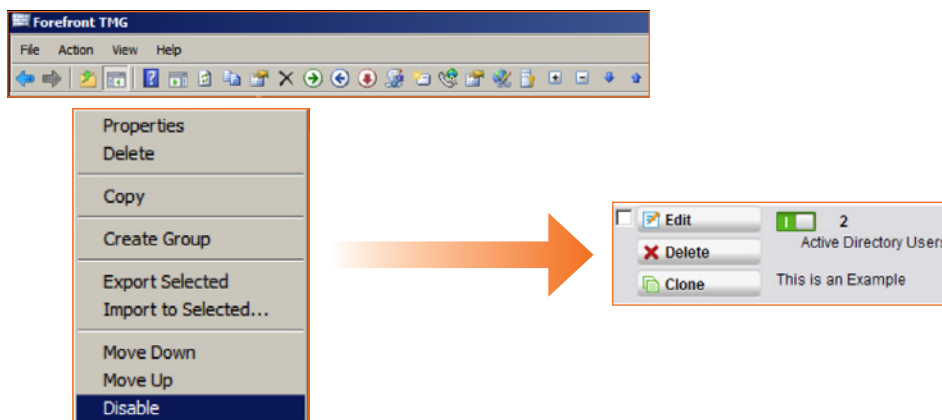 Forefront TMG
File Action View Help
Properties
Delete
Copy
Create Group
Export Selected
Import to Selected...
Move Down
Move Up
Disable
Edit
2
Active Directory Users
Delete
Clone
This is an Example